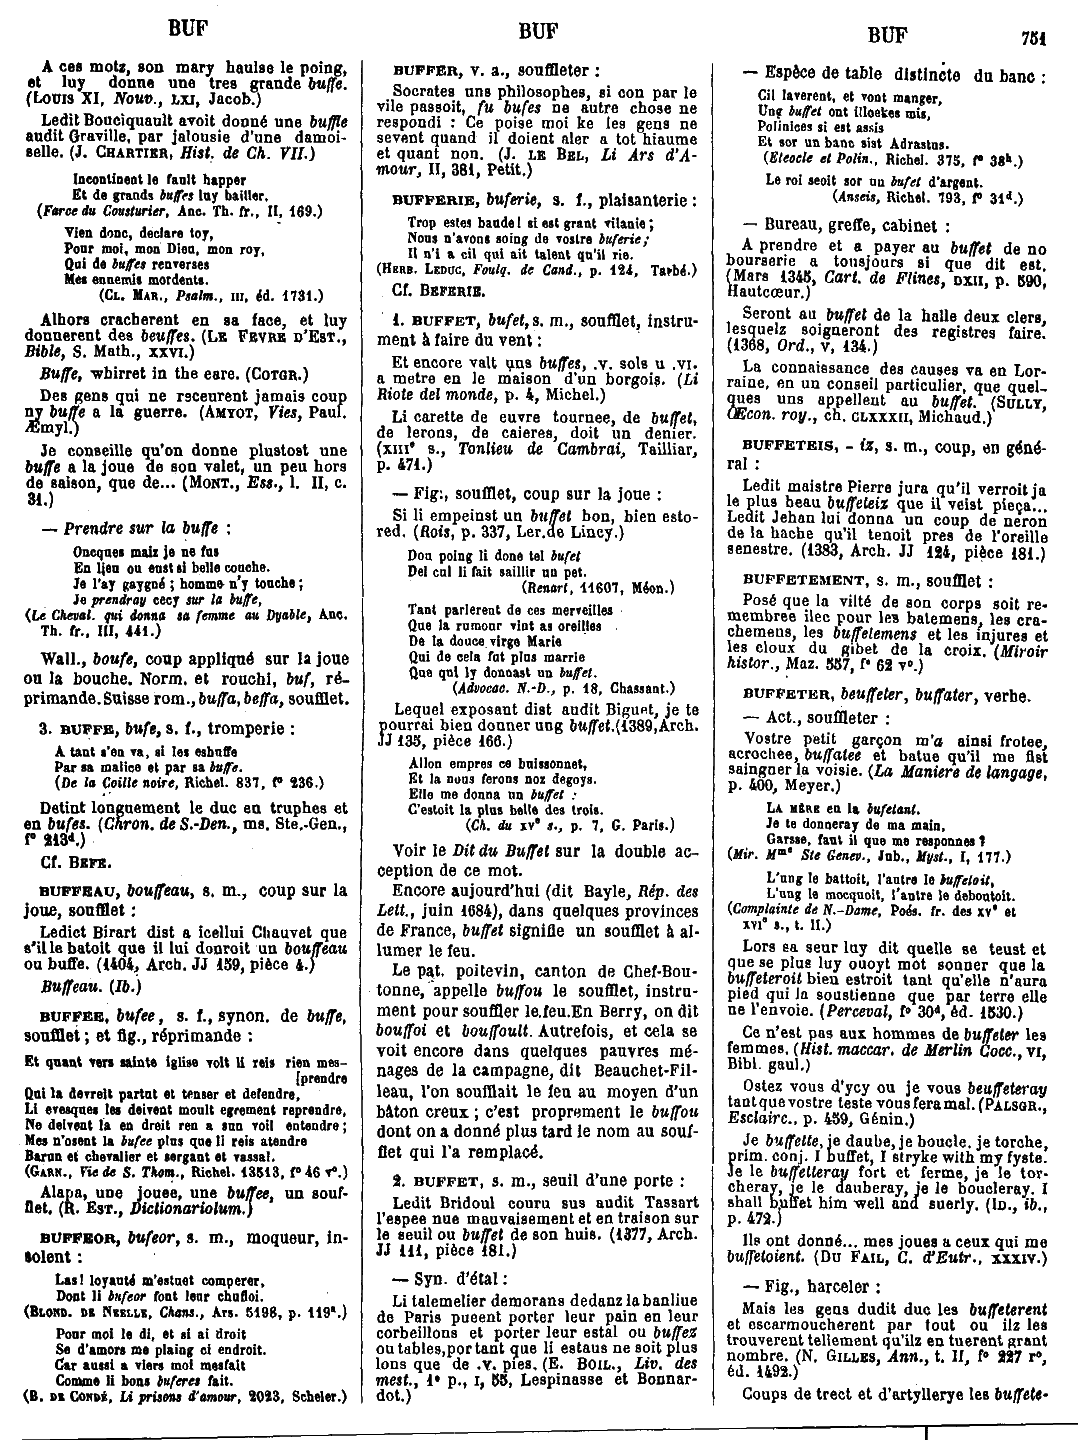 BUF
BUF
BUF
751
A ces motz, son mary haulse le poing,
et luy donne une tres grande buffe.
(Louis XI, Nouv., LXI, Jacob.)
Ledit Bouciquault avoit donné une buffle
audit Graville, par jalousie d'une damoi-
selle. (J. Chartier, Hist. de Ch. VII.)
Incontinent le fault happer
Et de grands buffes luy bailler.
(Farce du Cousturier, Anc. Th. fr., II, 169.)
Vien donc, declare toy,
Pour moi, mon Dieu, mon roy,
Qui de buffes renverses
Mes ennemis mordents.
(Cl. Mar., Psalm., III, éd. 1731.)
Alhors cracherent en sa face, et luy
donnerent des beuffes. (Le Fevre d'Est.,
Bible, S. Math., XXVI.)
Buffe, whirret in the eare. (Cotgr.)
Des gens qui ne receurent jamais coup
ny buffe a la guerre. (Amyot, Vies, Paul.
Æmyl.)
Je conseille qu'on donne plustost une
buffe a la joue de son valet, un peu hors
de saison, que de... (Mont., Ess., l. II, c.
31.)
— Prendre sur la buffe :
Oncques maiz je ne fus
En lieu ou eust si belle couche.
Je l'ay gaygné ; homme n'y touche ;
Je prendray cecy sur la buffe,
(Le Cheval. qui donna sa femme au Dyable, Anc.
Th. fr., III, 441.)
Wall., boufe, coup appliqué sur la joue
ou la bouche. Norm. et rouchi, buf, ré-
primande. Suisse rom., buffa, beffa, soufflet.
3. BUFFE, bufe, s. f., tromperie :
A tant s'en va, si les esbuffe
Par sa malice et par sa buffe.
(De la Coille noire, Richel. 837, f° 236.)
Detint longuement le duc en truphes et
en bufes. (Chron. de S.-Den., ms. Ste.-Gen.,
f° 213d.)
Cf. Befe.
BUFFEAU, bouffeau, s. m., coup sur la
joue, soufflet :
Ledict Birart dist a icellui Chauvet que
s'il le batoit que il lui donroit un bouffeau
ou buffe. (1404, Arch. JJ 159, pièce 4.)
Buffeau. (Ib.)
BUFFEE, bufee, s. f., synon. de buffe,
soufflet ; et fig., réprimande :
Et quant vers sainte iglise volt li reis rien mes-
[prendre
Qui la devreit partut et tenser et defendre,
Li evesques les deivent moult egrement reprendre,
Ne deivent la en dreit ren a sun voil entendre ;
Mes n'osent la bufee plus que li reis atendre
Barun et chevalier et sergant et vassal.
(Garn., Vie de S. Thom., Richel. 13513, f° 46 v°.)
Alapa, une jouee, une buffee, un souf-
flet. (R. Est., Dictionariolum.)
BUFFEOR, bufeor, s. m., moqueur, in-
solent :
Las! loyauté m'estuet comperer,
Dont li bufeor font leur chufloi.
(Blond. de Neelle, Chans., Ars. 5198, p. 119a.)
Pour moi le di, et si ai droit
Se d'amors me plaing ci endroit.
Car aussi a viers moi mesfait
Comme li bons buferes fait.
(B. de Condé, Li prisons d'amour, 2023, Scheler.)
BUFFER, v. a., souffleter :
Socrates uns philosophes, si con par le
vile passoit, fu bufes ne autre chose ne
respondi : Ce poise moi ke les gens ne
sevent quand il doient aler a tot hiaume
et quant non. (J. le Bel, Li Ars d'A-
mour, II, 381, Petit.)
BUFFERIE, buferie, s. f., plaisanterie :
Trop estes baude! si est grant vilanie ;
Nous n'avons soing de vostre buferie ;
Il n'i a cil qui ait talent qu'il rie.
(Herb. Leduc, Foulq. de Cand., p. 124, Tarbé.)
Cf. Beferie.
1. BUFFET, bufet, s. m., soufflet, instru-
ment à faire du vent :
Et encore valt uns buffes, .v. sols u .vi.
a metre en le maison d'un borgois. (Li
Riote del monde, p. 4, Michel.)
Li carette de euvre tournee, de buffet,
de lerons, de caieres, doit un denier.
(XIIIe s., Tonlieu de Cambrai, Tailliar,
p. 471.)
— Fig., soufflet, coup sur la joue :
Si li empeinst un buffet bon, bien esto-
red. (Rois, p. 337, Ler. de Lincy.)
Dou poing li done tel bufet
Del cul li fait saillir un pet.
(Renart, 11607, Méon.)
Tant parlerent de ces merveilles
Que la rumour vint as oreilles
De la douce virge Marie
Qui de cela fut plus marrie
Que qui ly donnast un buffet.
(Advocac. N.-D., p. 18, Chassant.)
Lequel exposant dist audit Biguet, je te
pourrai bien donner ung buffet. (1389, Arch.
JJ 135, pièce 166.)
Allon empres ce buissonnet,
Et la nous ferons noz degoys.
Elle me donna un buffet :
C'estoit la plus belle des trois.
(Ch. du XVe s., p. 7, G. Paris.)
Voir le Dit du Buffet sur la double ac-
ception de ce mot.
Encore aujourd'hui (dit Bayle, Rép. des
Lett., juin 1684), dans quelques provinces
de France, buffet signifie un soufflet à al-
lumer le feu.
Le pat. poitevin, canton de Chef-Bou-
tonne, appelle buffou le soufflet, instru-
ment pour souffler le feu. En Berry, on dit
bouffoi et bouffoult. Autrefois, et cela se
voit encore dans quelques pauvres mé-
nages de la campagne, dit Beauchet-Fil-
leau, l'on soufflait le feu au moyen d'un
bâton creux ; c'est proprement le buffou
dont on a donné plus tard le nom au souf-
flet qui l'a remplacé.
2. BUFFET, s. m., seuil d'une porte :
Ledit Bridoul couru sus audit Tassart
l'espee nue mauvaisement et en traison sur
le seuil ou buffet de son huis. (1377, Arch.
JJ 111, pièce 181.)
— Syn. d'étal :
Li talemelier demorans dedanz la banliue
de Paris pueent porter leur pain en leur
corbeillons et porter leur estal ou buffez
ou tables, por tant que li estaus ne soit plus
lons que de .v. pies. (E. Boil., Liv. des
mest., 1e p., I, 55, Lespinasse et Bonnar-
dot.)
— Espèce de table distincte du banc :
Cil laverent, et vont manger,
Ung buffet ont illoekes mis,
Polinices si est assis
Et sor un banc sist Adrastus.
(Eteocle et Polin., Richel. 375, f° 38b.)
Le roi seoit sor un bufet d'argent.
(Anseis, Richel. 793, f° 31d.)
— Bureau, greffe, cabinet :
A prendre et a payer au buffet de no
bourserie a tousjours si que dit est.
(Mars 1345, Cart. de Flines, DXII, p. 590,
Hautcœur.)
Seront au buffet de la halle deux clers,
lesquelz soigneront des registres faire.
(1368, Ord., V, 134.)
La connaissance des causes va en Lor-
raine, en un conseil particulier, que quel-
ques uns appellent au buffet. (Sully,
Œcon. roy., ch. CLXXXII, Michaud.)
BUFFETEIS, - iz, s. m., coup, en géné-
ral :
Ledit maistre Pierre jura qu'il verroit ja
le plus beau buffeteiz que il veist pieça...
Ledit Jehan lui donna un coup de neron
de la hache qu'il tenoit pres de l'oreille
senestre. (1383, Arch. JJ 124, pièce 181.)
BUFFETEMENT, s. m., soufflet :
Posé que la vilté de son corps soit re-
membree ilec pour les batemens, les cra-
chemens, les buffetemens et les injures et
les cloux du gibet de la croix. (Miroir
histor., Maz. 557, f° 62 v°.)
BUFFETER, beuffeter, buffater, verbe.
— Act., souffleter :
Vostre petit garçon m'a ainsi frotee,
acrochee, buffatee et batue qu'il me fist
saingner la voisie. (La Maniere de langage,
p. 400, Meyer.)
La mère en la bufetant.
Je te donneray de ma main,
Garsse, faut il que me responnes ?
(Mir. Mme Ste Genev., Jub., Myst., I, 177.)
L'ung le battoit, l'autre le buffetoit,
L'ung le mocquoit, l'autre le deboutoit.
(Complainte de N.-Dame, Poés. fr. des XVe et
XVIe s., t. II.)
Lors sa seur luy dit quelle se teust et
que se plus luy ouoyt mot sonner que la
buffeteroit bien estroit tant qu'elle n'aura
pied qui la soustienne que par terre elle
ne l'envoie. (Perceval, f° 30d, éd. 1530.)
Ce n'est pas aux hommes de buffeter les
femmes. (Hist. maccar. de Merlin Cocc., VI,
Bibl. gaul.)
Ostez vous d'ycy ou je vous beuffeteray
tant que vostre teste vous fera mal. (Palsgr.,
Esclairc., p. 459, Génin.)
Je buffette, je daube, je boucle, je torche,
prim. conj. I buffet, I stryke with my fyste.
Je le buffetteray fort et ferme, je le tor-
cheray, je le dauberay, je le boucleray. I
shall buffet him well and suerly. (Id., ib.,
p. 472.)
Ils ont donné... mes joues a ceux qui me
buffetoient. (Du Fail, C. d'Eutr., XXXIV.)
— Fig., harceler :
Mais les gens dudit duc les buffeterent
et escarmoucherent par tout ou ilz les
trouverent tellement qu'ilz en tuerent grant
nombre. (N. Gilles, Ann., t. II, f° 227 r°,
éd. 1492.)
Coups de trect et d'artyllerye les buffete-